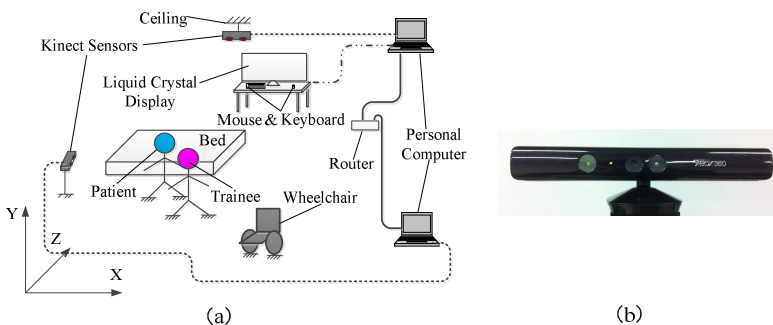 Ceiling
Kinect Sensors
Liquid Crystal
Display
Mouse & Keyboard
Bed
Router
Personal
Computer
Patient
Trainee
Wheelchair
Y
Z
X
XBOX 360
(a)
(b)